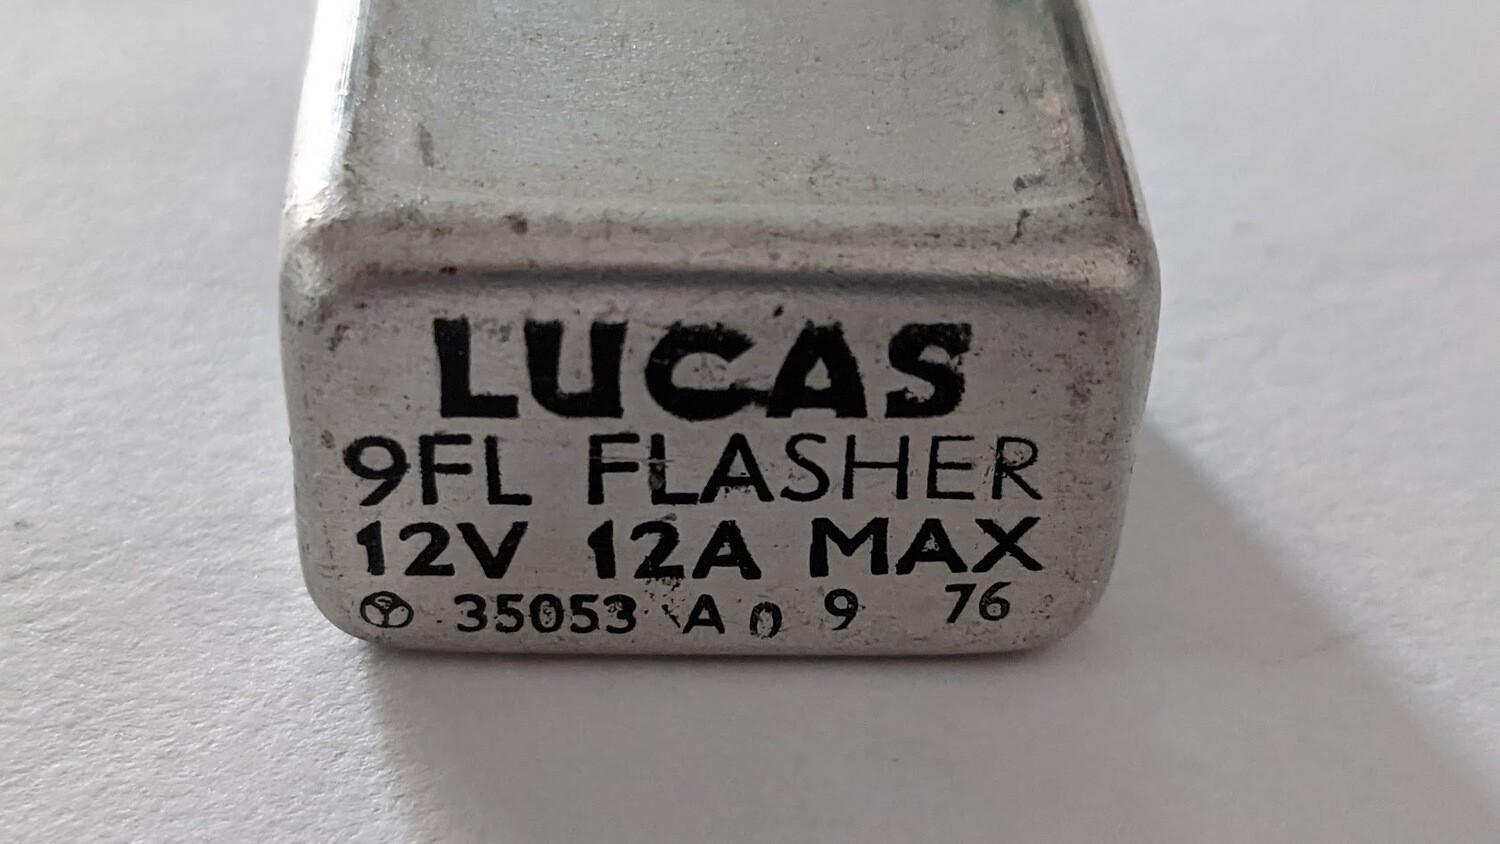 LUCAS
9FL FLASHER
12V 12A MAX
35053 A 0 9 76